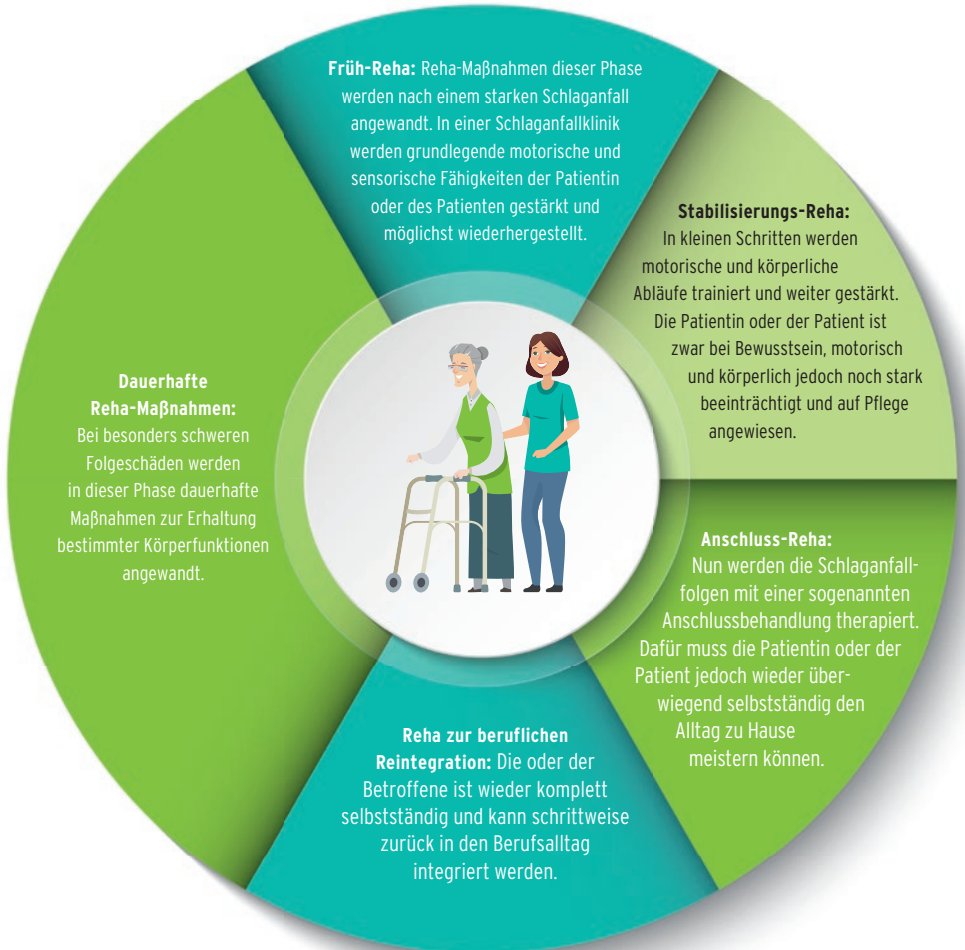 Früh-Reha: Reha-Maßnahmen dieser Phase
werden nach einem starken Schlaganfall
angewandt. In einer Schlaganfallklinik
werden grundlegende motorische und
sensorische Fähigkeiten der Patientin
oder des Patienten gestärkt und
möglichst wiederhergestellt.
Stabilisierungs-Reha:
In kleinen Schritten werden
motorische und körperliche
Abläufe trainiert und weiter gestärkt.
Die Patientin oder der Patient ist
zwar bei Bewusstsein, motorisch
und körperlich jedoch noch stark
beeinträchtigt und auf Pflege
angewiesen.
Anschluss-Reha:
Nun werden die Schlaganfall-
folgen mit einer sogenannten
Anschlussbehandlung therapiert.
Dafür muss die Patientin oder der
Patient jedoch wieder über-
wiegend selbstständig den
Alltag zu Hause
meistern können.
Reha zur beruflichen
Reintegration: Die oder der
Betroffene ist wieder komplett
selbstständig und kann schrittweise
zurück in den Berufsalltag
integriert werden.
Dauerhafte
Reha-Maßnahmen:
Bei besonders schweren
Folgeschäden werden
in dieser Phase dauerhafte
Maßnahmen zur Erhaltung
bestimmter Körperfunktionen
angewandt.